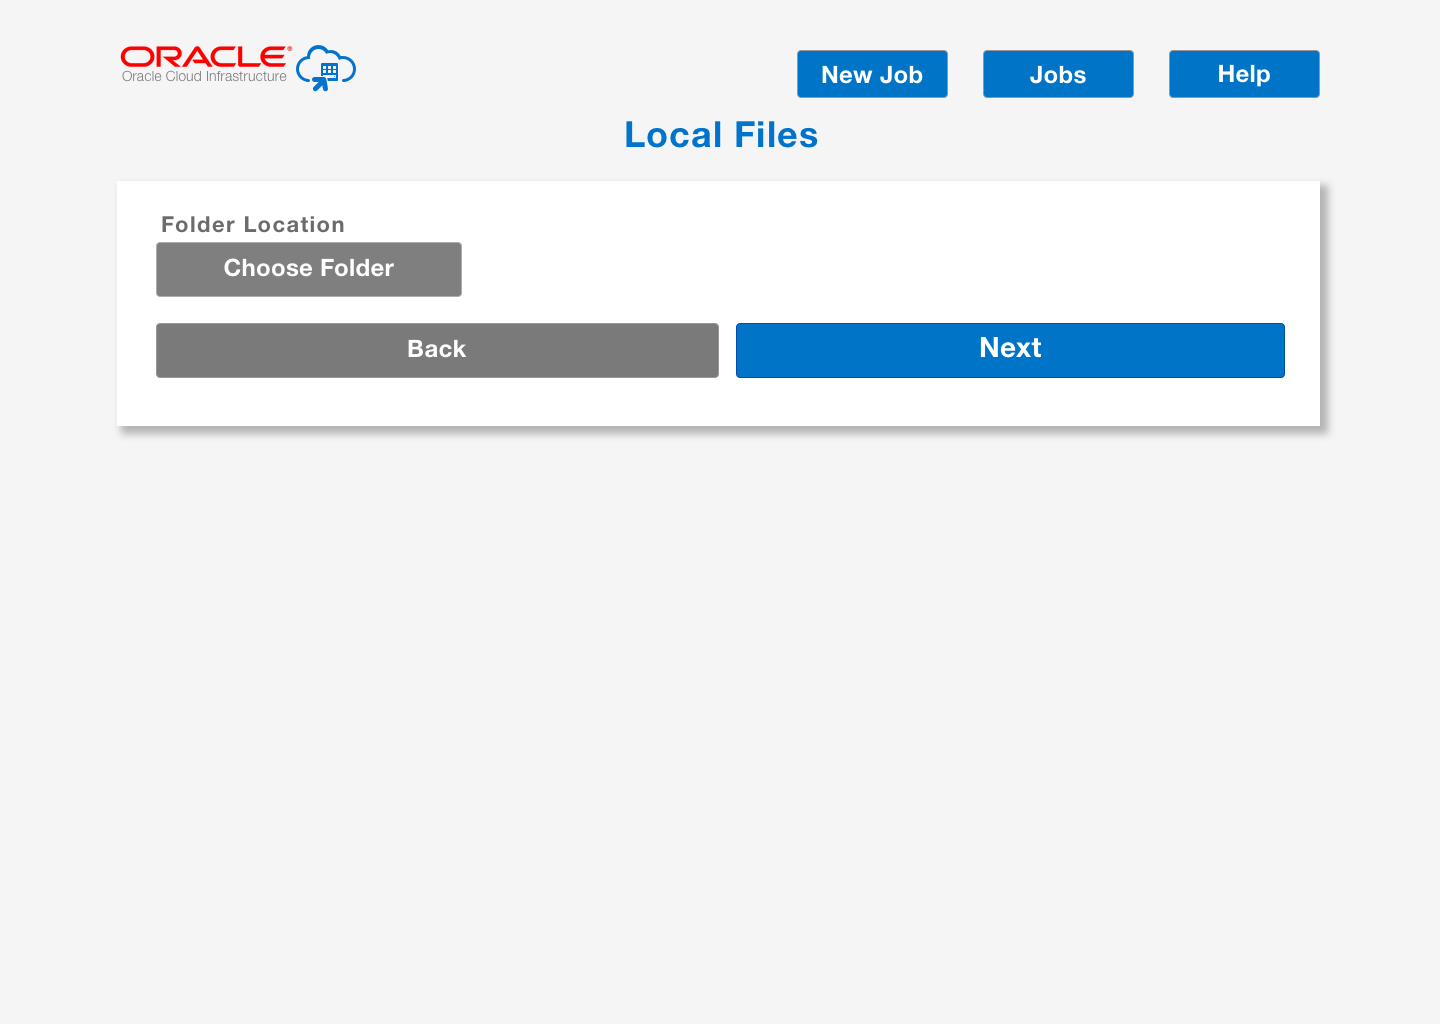 ORACLE®
Oracle Cloud Infrastructure
New Job
Jobs
Help
Local Files
Folder Location
Choose Folder
Back
Next